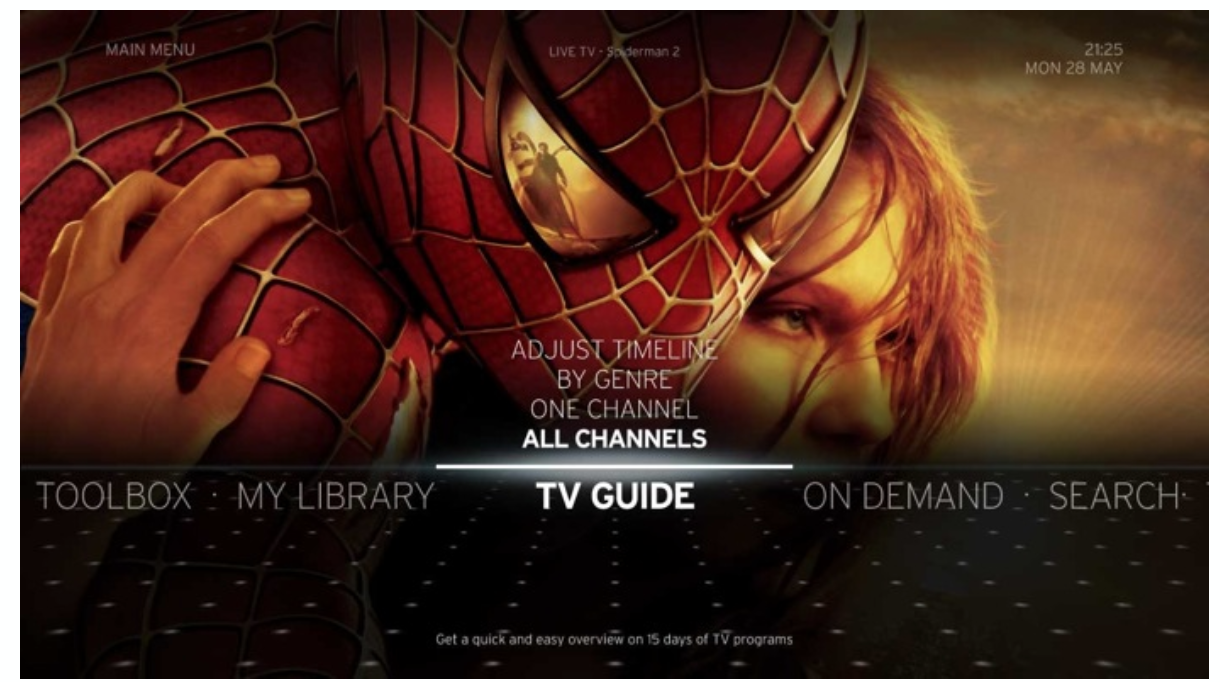 MAIN MENU
LIVE TV - Spiderman 2
21:25
MON 28 MAY
ADJUST TIMELINE
BY GENRE
ONE CHANNEL
ALL CHANNELS
TOOLBOX · MY LIBRARY TV GUIDE ON DEMAND · SEARCH ·
Get a quick and easy overview on 15 days of TV programs